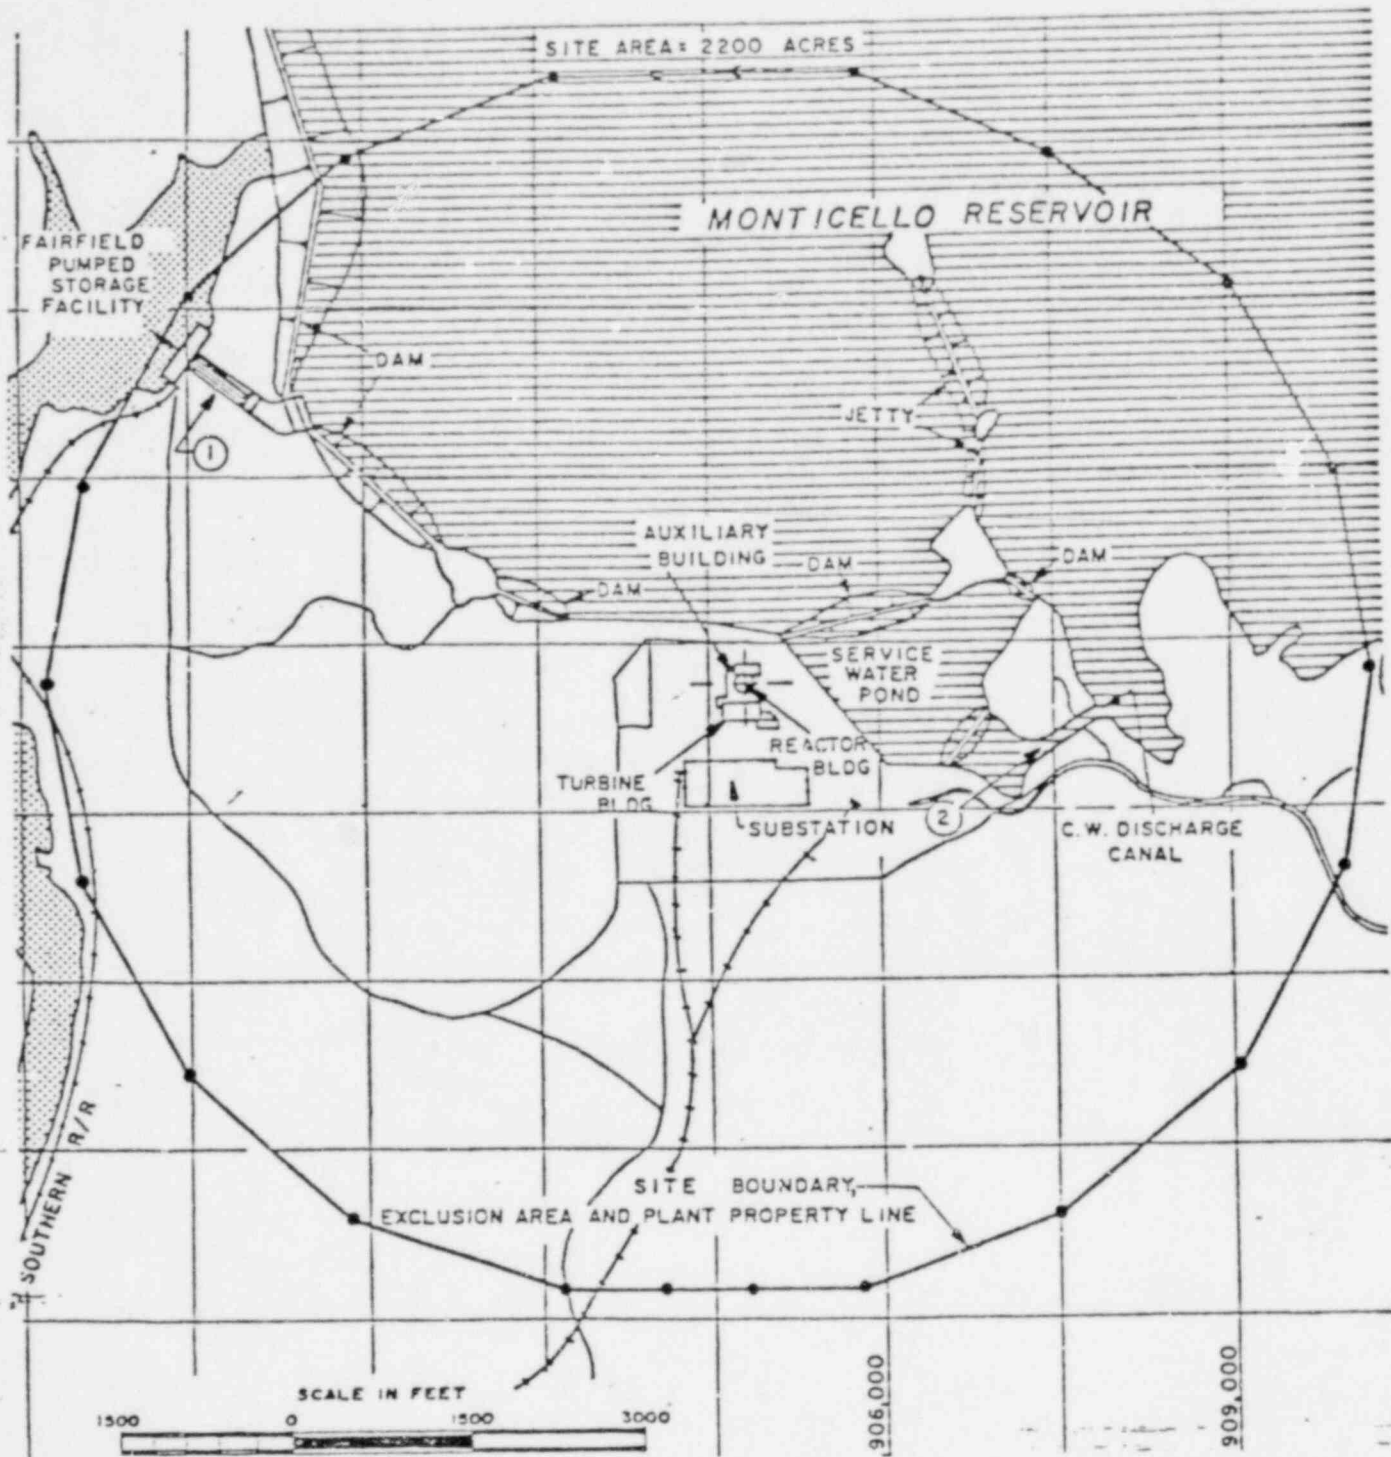 SITE AREA= 2200 ACRES
MONTICELLO RESERVOIR
FAIRFIELD
PUMPED
STORAGE
FACILITY
DAM
JETTY
1
AUXILIARY
BUILDING
DAM
DAM
DAM
SERVICE
WATER
POND
REACTOR
BLDG
TURBINE
BLDG
SUBSTATION
2
C.W. DISCHARGE
CANAL
SOUTHERN R/R
SITE BOUNDARY,
EXCLUSION AREA AND PLANT PROPERTY LINE
SCALE IN FEET
1500 0 1500 3000
906,000
909,000